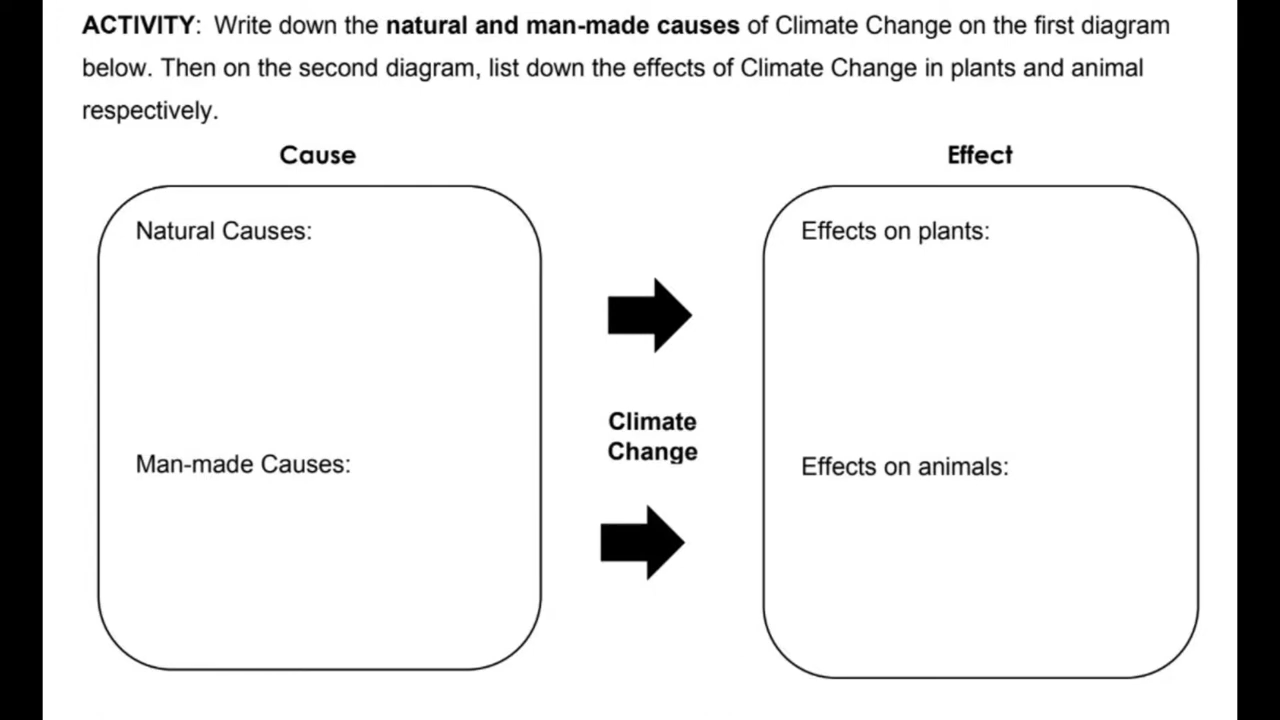 ACTIVITY: Write down the natural and man-made causes of Climate Change on the first diagram
below. Then on the second diagram, list down the effects of Climate Change in plants and animal
respectively.
Cause
Effect
Natural Causes:
Effects on plants:
Climate
Change
Man-made Causes:
Effects on animals: